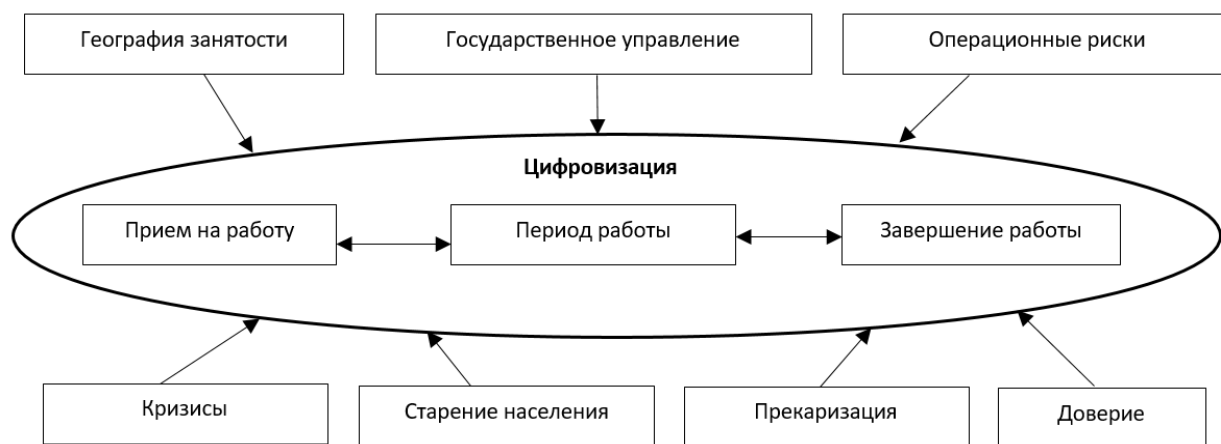 География занятости
Государственное управление
Операционные риски
Цифровизация
Прием на работу
Период работы
Завершение работы
Кризисы
Старение населения
Прекаризация
Доверие